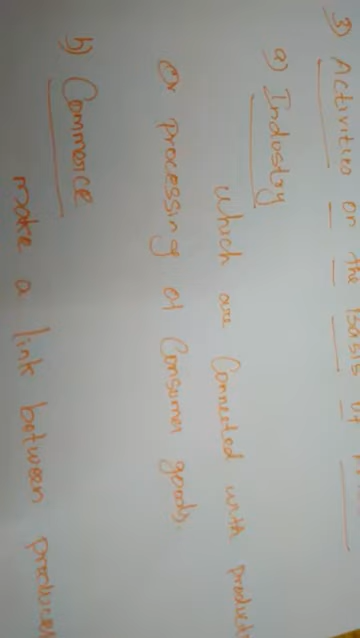 3) Activities on the Basis of
a) Industry
which are Connected with
Or processing of Consumer goods.
b) Commerce
make a link between